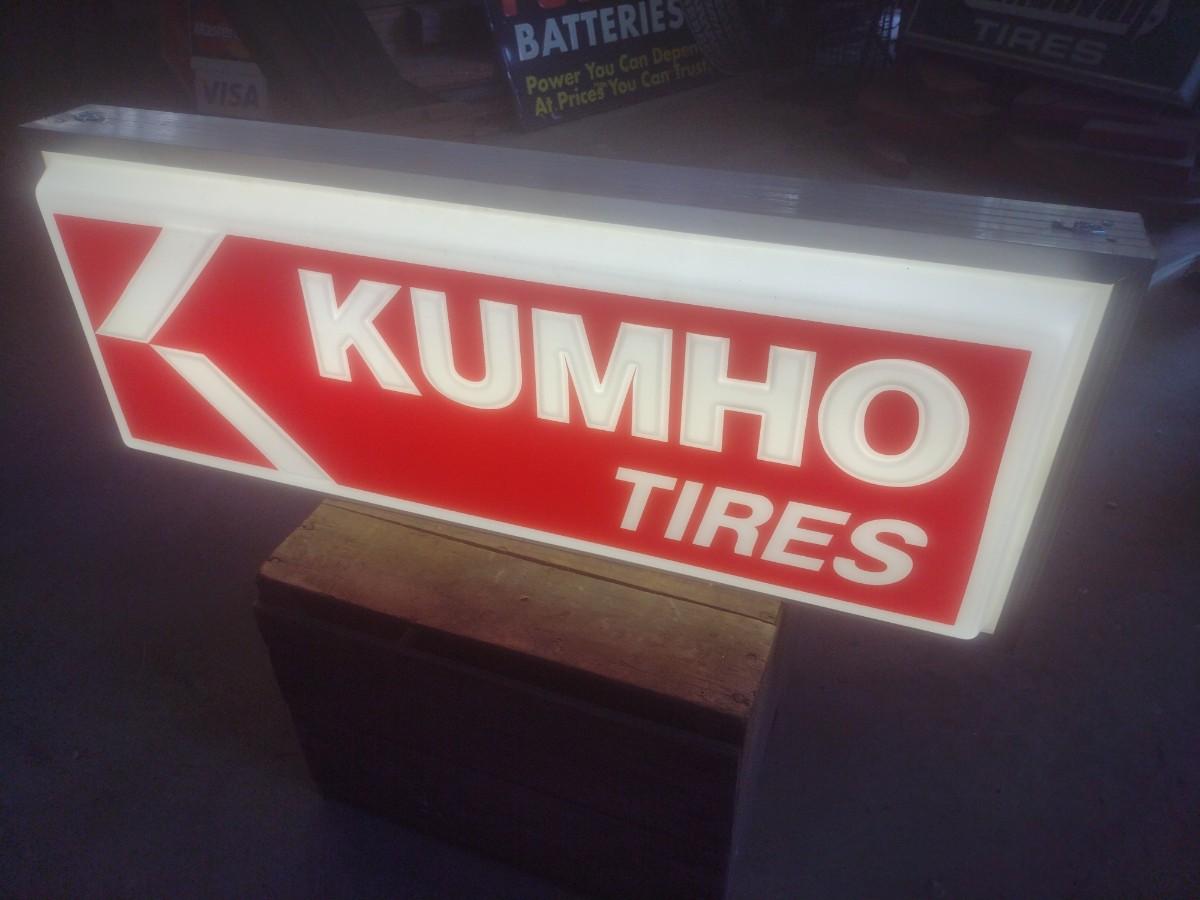 VISA
BATTERIES
Power You Can Depen
At Prices You Can Trust.
TIRES
KUMHO
TIRES